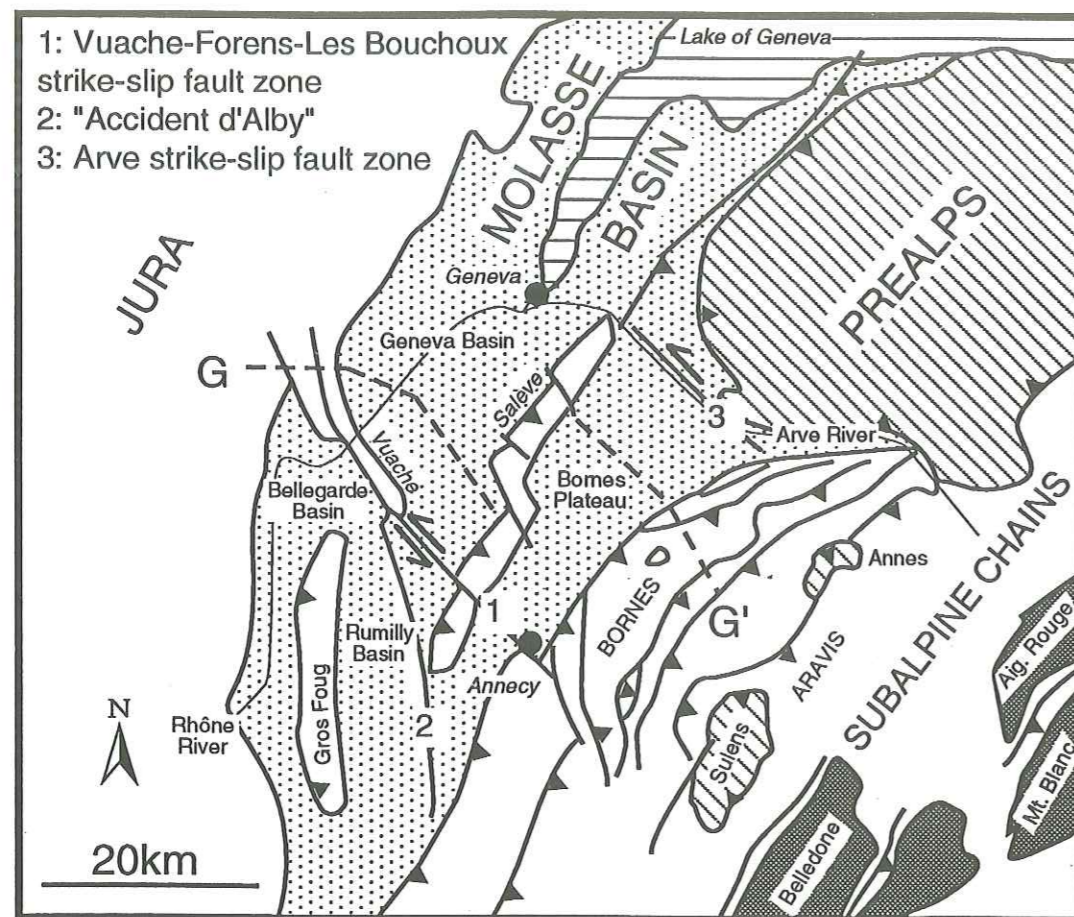 1: Vuache-Forens-Les Bouchoux
strike-slip fault zone
2: "Accident d'Alby"
3: Arve strike-slip fault zone
Lake of Geneva
MOLASSE
BASIN
JURA
PREALPS
Geneva
Geneva Basin
G
Salève
3
Vuache
Arve River
Bellegarde
Basin
Bornes
Plateau
Annes
BORNES
G'
1
Rumilly
Basin
Annecy
ARAVIS
SUBALPINE CHAINS
Aig. Rouge
N
Rhône
River
Gros Foug
2
Sulens
Mt. Blanc
Belledone
20km